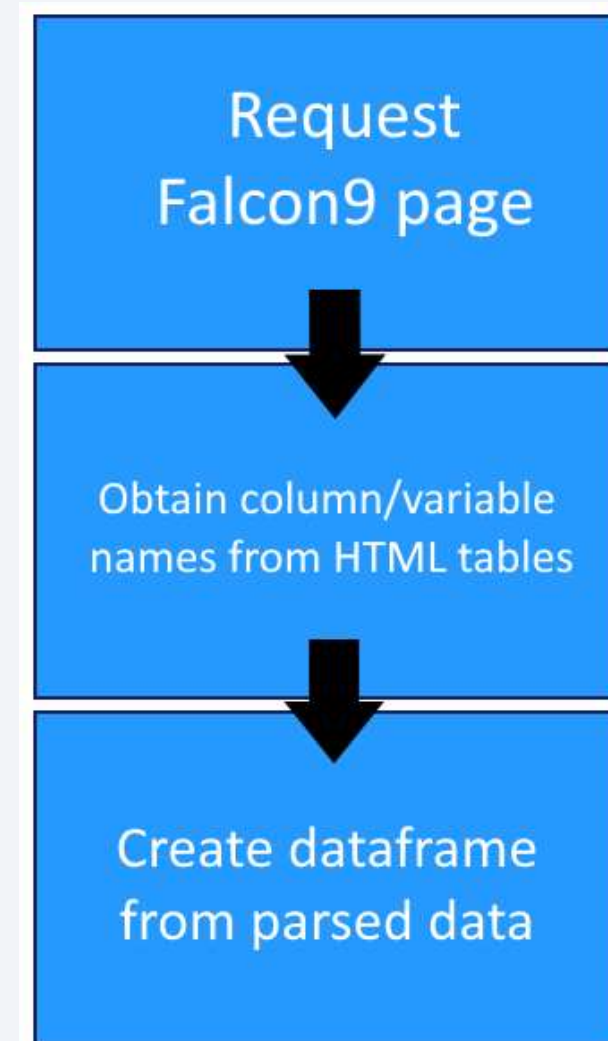 Request
Falcon9 page
Obtain column/variable
names from HTML tables
Create dataframe
from parsed data